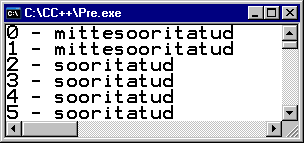 C:\CC++\Pre.exe
0 - mittesooritatud
1 - mittesooritatud
2 - sooritatud
3 - sooritatud
4 - sooritatud
5 - sooritatud